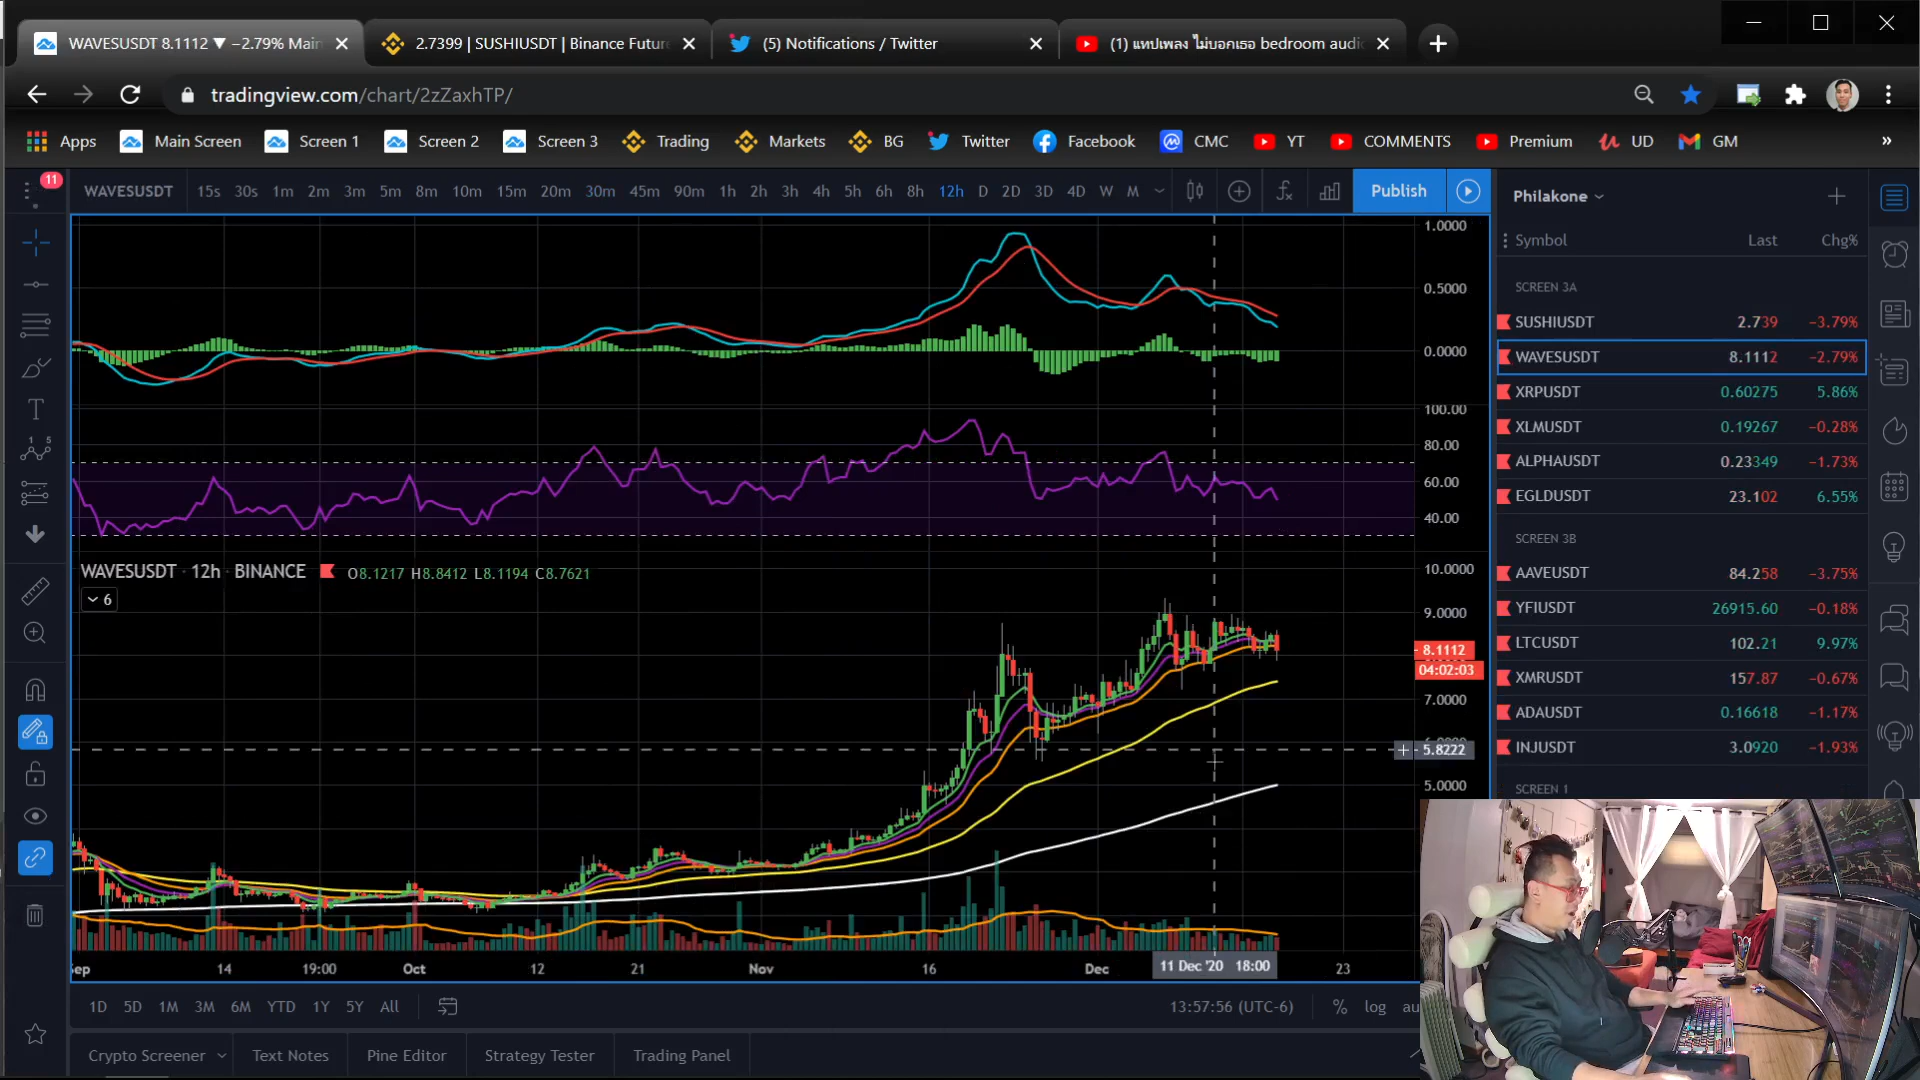 WAVESUSDT 8.1112 ▼ −2.79% Main
2.7399 | SUSHIUSDT | Binance Future
(5) Notifications / Twitter
(1) แทปเพลง ไม่บอกเธอ bedroom audi
tradingview.com/chart/2zZaxhTP/
Apps Main Screen Screen 1 Screen 2 Screen 3 Trading Markets BG Twitter Facebook CMC YT COMMENTS Premium UD GM »
11
WAVESUSDT 15s 30s 1m 2m 3m 5m 8m 10m 15m 20m 30m 45m 90m 1h 2h 3h 4h 5h 6h 8h 12h D 2D 3D 4D W M Publish
Philakone
Symbol Last Chg%
SCREEN 3A
SUSHIUSDT 2.739 −3.79%
WAVESUSDT 8.1112 −2.79%
XRPUSDT 0.60275 5.86%
XLMUSDT 0.19267 −0.28%
ALPHAUSDT 0.23349 −1.73%
EGLDUSDT 23.102 6.55%
SCREEN 3B
AAVEUSDT 84.258 −3.75%
YFIUSDT 26915.60 −0.18%
LTCUSDT 102.21 9.97%
XMRUSDT 157.87 −0.67%
ADAUSDT 0.16618 −1.17%
INJUSDT 3.0920 −1.93%
SCREEN 1
1.0000
0.5000
0.0000
100.00
80.00
60.00
40.00
WAVESUSDT · 12h · BINANCE O8.1217 H8.8412 L8.1194 C8.7621
6
10.0000
9.0000
8.1112
04:02:03
7.0000
5.8222
5.0000
Sep 14 19:00 Oct 12 21 Nov 16 Dec 11 Dec '20 18:00 23
1D 5D 1M 3M 6M YTD 1Y 5Y All
13:57:56 (UTC-6) % log au
Crypto Screener Text Notes Pine Editor Strategy Tester Trading Panel